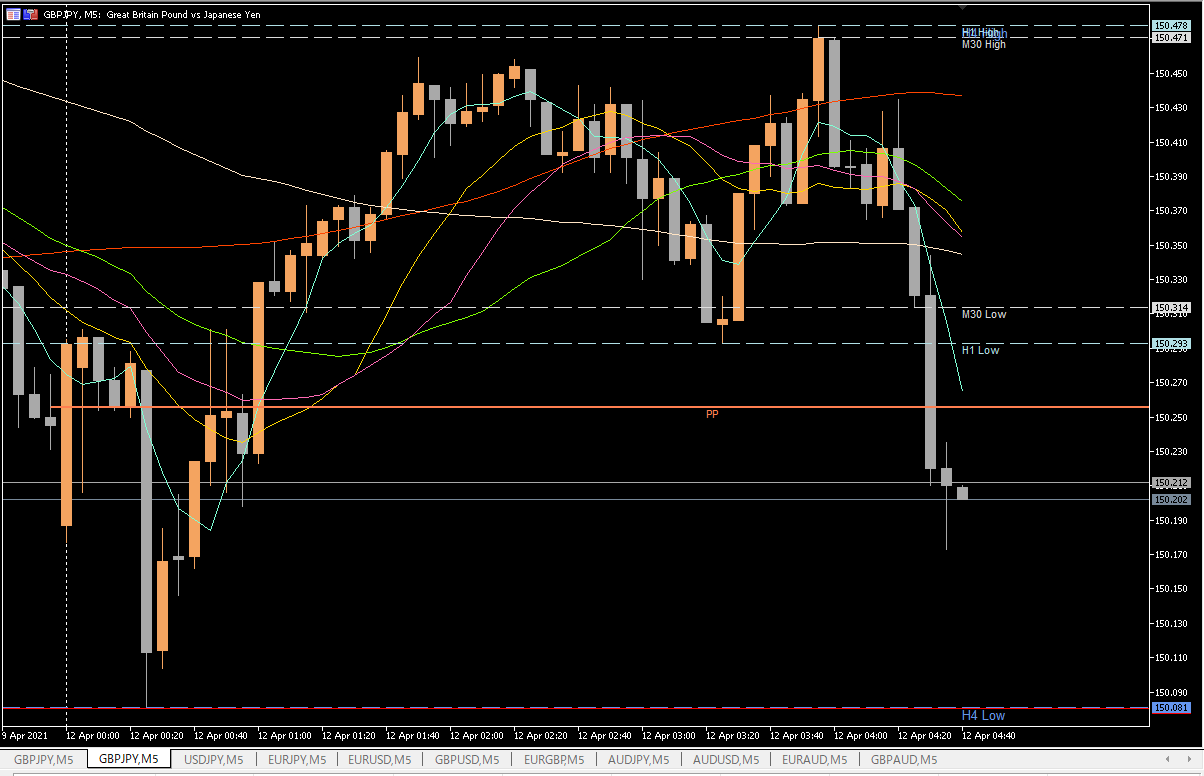 GBPJPY, M5: Great Britain Pound vs Japanese Yen
150.478
H1 High
150.471
M30 High
150.450
150.430
150.410
150.390
150.370
150.350
150.330
150.314
150.310
M30 Low
150.293
H1 Low
150.270
PP
150.250
150.230
150.212
150.202
150.190
150.170
150.150
150.130
150.110
150.090
150.081
H4 Low
9 Apr 2021 12 Apr 00:00 12 Apr 00:20 12 Apr 00:40 12 Apr 01:00 12 Apr 01:20 12 Apr 01:40 12 Apr 02:00 12 Apr 02:20 12 Apr 02:40 12 Apr 03:00 12 Apr 03:20 12 Apr 03:40 12 Apr 04:00 12 Apr 04:20 12 Apr 04:40
GBPJPY,M5 GBPJPY,M5 USDJPY,M5 EURJPY,M5 EURUSD,M5 GBPUSD,M5 EURGBP,M5 AUDJPY,M5 AUDUSD,M5 EURAUD,M5 GBPAUD,M5